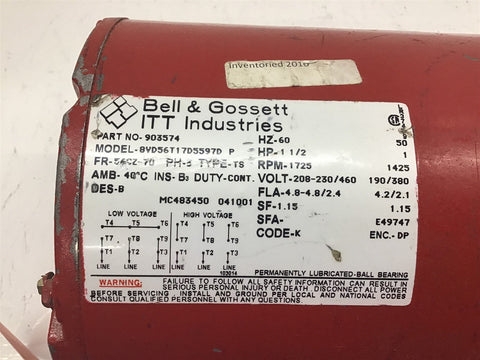 Inventoried 2010
Bell & Gossett
ITT Industries
PART NO-903574
MODEL-8VD56T17D5597D P
FR-56CZ-70 PH-3 TYPE-TS
AMB-40°C INS-B3 DUTY-CONT.
DES-B
MC483450 041001
HZ-60 50
HP-1 1/2 1
RPM-1725 1425
VOLT-208-230/460 190/380
FLA-4.8-4.8/2.4 4.2/2.1
SF-1.15 1.15
SFA- E49747
CODE-K ENC.-DP
LOW VOLTAGE HIGH VOLTAGE
T4 T5 T6 T4 T5 T6
T7 T8 T9 T7 T8 T9
T1 T2 T3 T1 T2 T3
LINE LINE LINE LINE
102014
PERMANENTLY LUBRICATED-BALL BEARING
WARNING: FAILURE TO FOLLOW ALL SAFETY INFORMATION CAN RESULT IN
SERIOUS PERSONAL INJURY OR DEATH. DISCONNECT ALL POWER
BEFORE SERVICING INSTALL AND GROUND PER LOCAL AND NATIONAL CODES
CONSULT QUALIFIED PERSONNEL WITH ANY QUESTIONS.